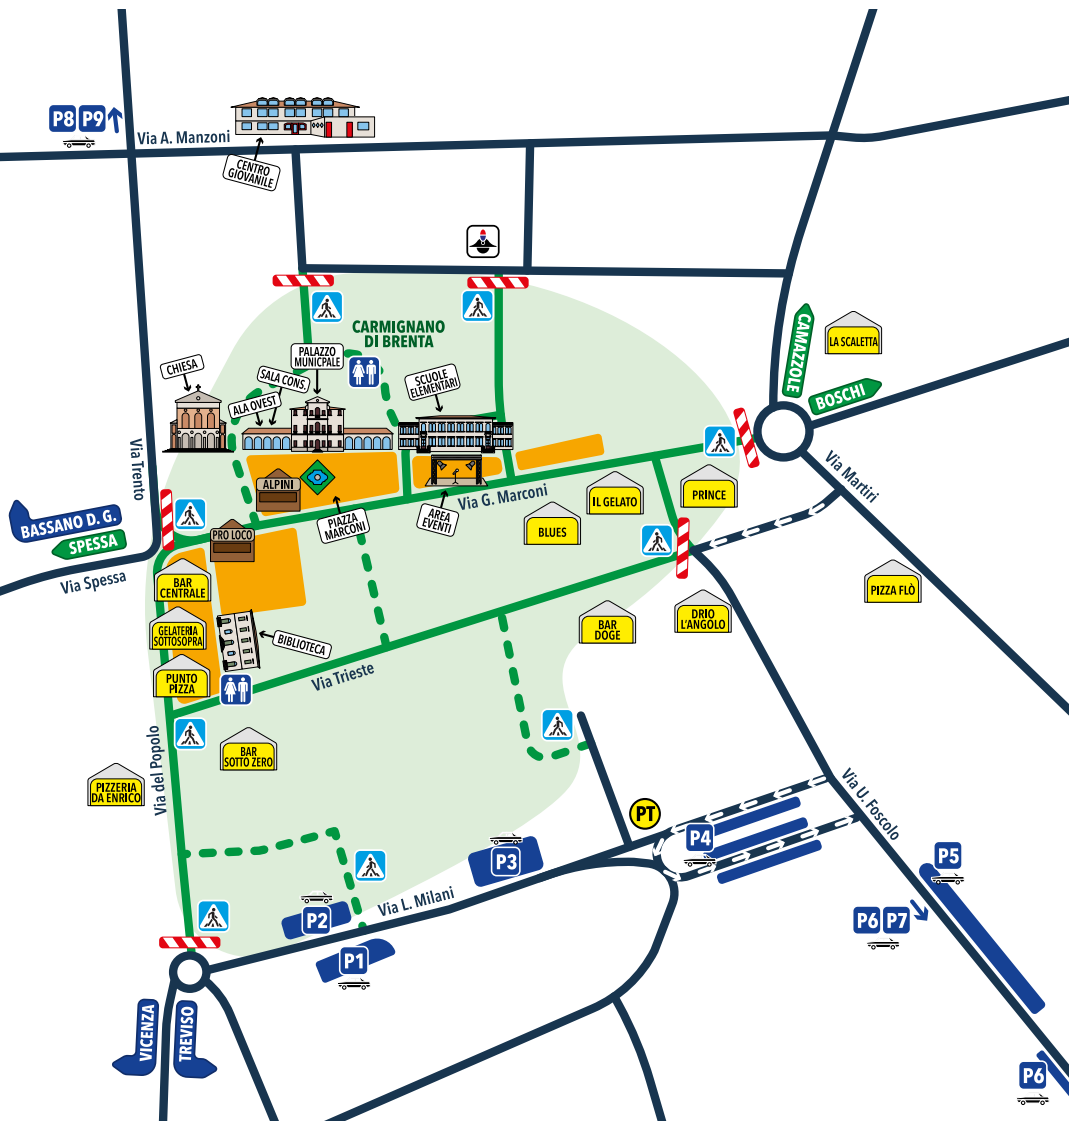 P8 P9
Via A. Manzoni
CENTRO
GIOVANILE
CARMIGNANO
DI BRENTA
CAMAZZOLE
LA SCALETTA
BOSCHI
CHIESA
PALAZZO
MUNICPALE
SALA CONS.
ALA OVEST
SCUOLE
ELEMENTARI
Via Trento
Via Martiri
ALPINI
PIAZZA
MARCONI
AREA
EVENTI
Via G. Marconi
IL GELATO
PRINCE
BLUES
BASSANO D. G.
SPESSA
Via Spessa
PRO LOCO
BAR
CENTRALE
PIZZA FLÒ
GELATERIA
SOTTOSOPRA
BIBLIOTECA
BAR
DOGE
DRIO
L'ANGOLO
PUNTO
PIZZA
Via Trieste
BAR
SOTTO ZERO
Via del Popolo
PIZZERIA
DA ENRICO
PT
P4
Via U. Foscolo
P3
P5
Via L. Milani
P2
P6 P7
P1
VICENZA
TREVISO
P6